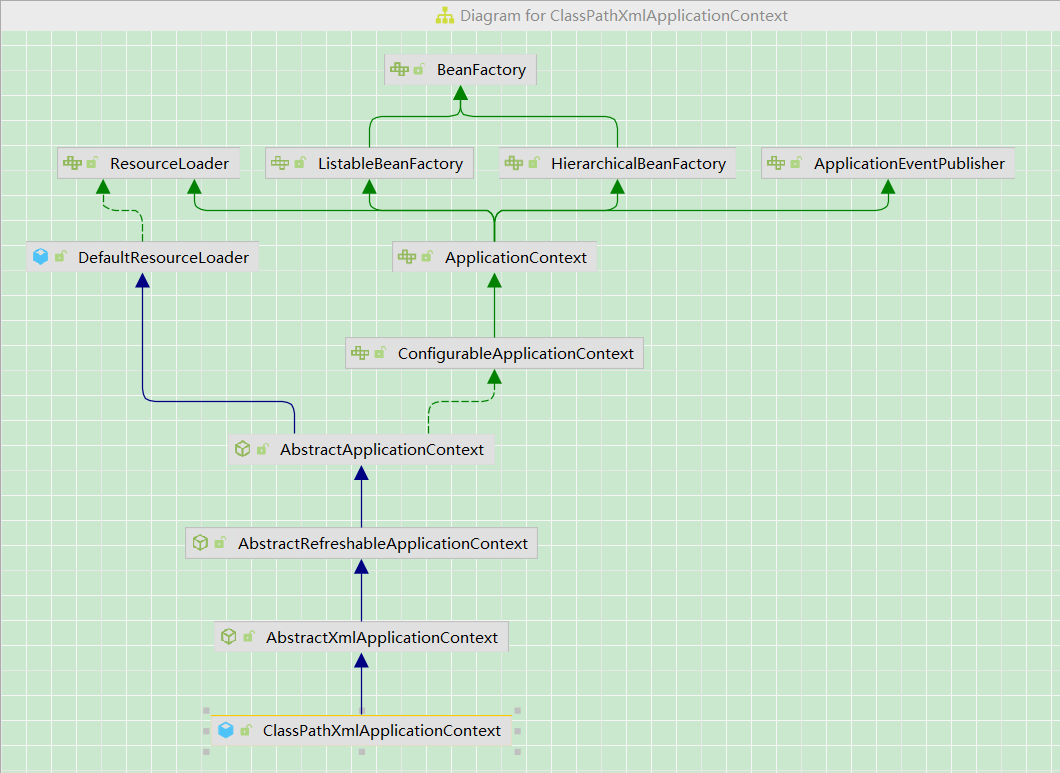 Diagram for ClassPathXmlApplicationContext
BeanFactory
ResourceLoader
ListableBeanFactory
HierarchicalBeanFactory
ApplicationEventPublisher
DefaultResourceLoader
ApplicationContext
ConfigurableApplicationContext
AbstractApplicationContext
AbstractRefreshableApplicationContext
AbstractXmlApplicationContext
ClassPathXmlApplicationContext